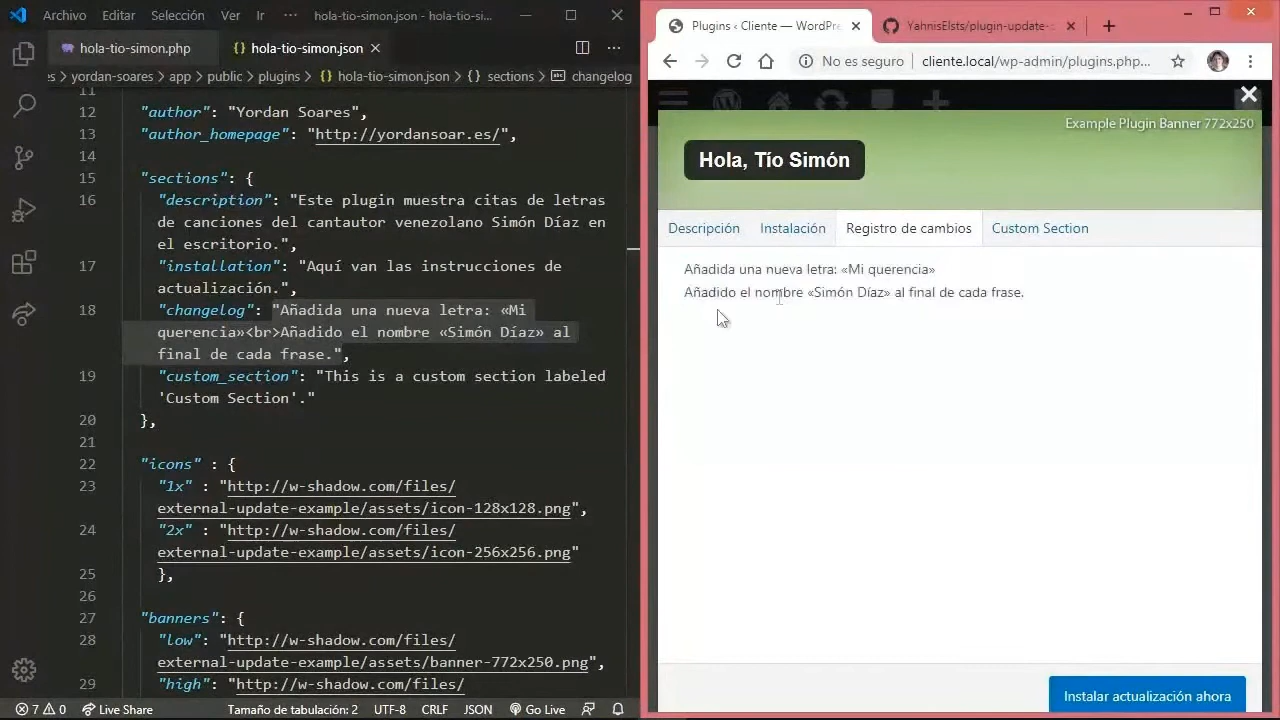 Archivo Editar Selección Ver Ir ··· hola-tio-simon.json - hola-tio-si...
hola-tio-simon.php hola-tio-simon.json
es > yordan-soares > app > public > plugins > hola-tio-simon.json > {} sections > changelog
11
12 "author": "Yordan Soares",
13 "author_homepage": "http://yordansoar.es/",
14
15 "sections": {
16 "description": "Este plugin muestra citas de letras
de canciones del cantautor venezolano Simón Díaz en
el escritorio.",
17 "installation": "Aquí van las instrucciones de
actualización.",
18 "changelog": "Añadida una nueva letra: «Mi
querencia»<br>Añadido el nombre «Simón Díaz» al
final de cada frase.",
19 "custom_section": "This is a custom section labeled
'Custom Section'."
20 },
21
22 "icons" : {
23 "1x" : "http://w-shadow.com/files/
external-update-example/assets/icon-128x128.png",
24 "2x" : "http://w-shadow.com/files/
external-update-example/assets/icon-256x256.png"
25 },
26
27 "banners": {
28 "low": "http://w-shadow.com/files/
external-update-example/assets/banner-772x250.png",
29 "high": "http://w-shadow.com/files/
7 0 Live Share Tamaño de tabulación: 2 UTF-8 CRLF JSON Go Live
Plugins ‹ Cliente — WordPre YahnisElsts/plugin-update-
No es seguro cliente.local/wp-admin/plugins.php...
Example Plugin Banner 772x250
Hola, Tío Simón
Descripción Instalación Registro de cambios Custom Section
Añadida una nueva letra: «Mi querencia»
Añadido el nombre «Simón Díaz» al final de cada frase.
Instalar actualización ahora